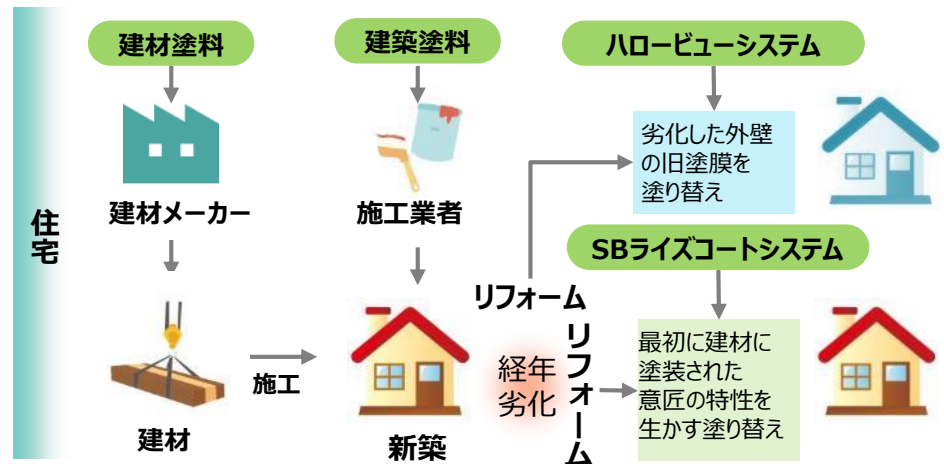 住宅
建材塗料
建材メーカー
建材
施工
建築塗料
施工業者
新築
経年
劣化
リフォーム
リフォーム
ハロービューシステム
劣化した外壁
の旧塗膜を
塗り替え
SBライズコートシステム
最初に建材に
塗装された
意匠の特性を
生かす塗り替え